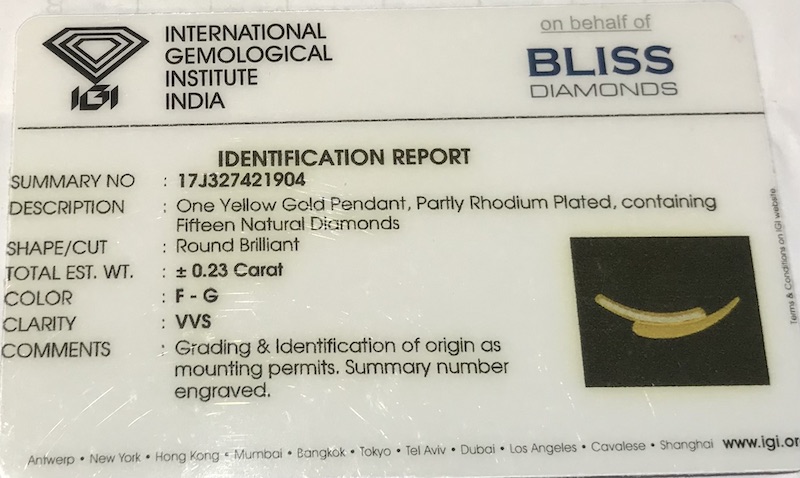 IGI
INTERNATIONAL
GEMOLOGICAL
INSTITUTE
INDIA
on behalf of
BLISS
DIAMONDS
IDENTIFICATION REPORT
SUMMARY NO : 17J327421904
DESCRIPTION : One Yellow Gold Pendant, Partly Rhodium Plated, containing
Fifteen Natural Diamonds
SHAPE/CUT : Round Brilliant
TOTAL EST. WT. : ± 0.23 Carat
COLOR : F - G
CLARITY : VVS
COMMENTS : Grading & Identification of origin as
mounting permits. Summary number
engraved.
Terms & Conditions on IGI website
Antwerp • New York • Hong Kong • Mumbai • Bangkok • Tokyo • Tel Aviv • Dubai • Los Angeles • Cavalese • Shanghai www.igi.or